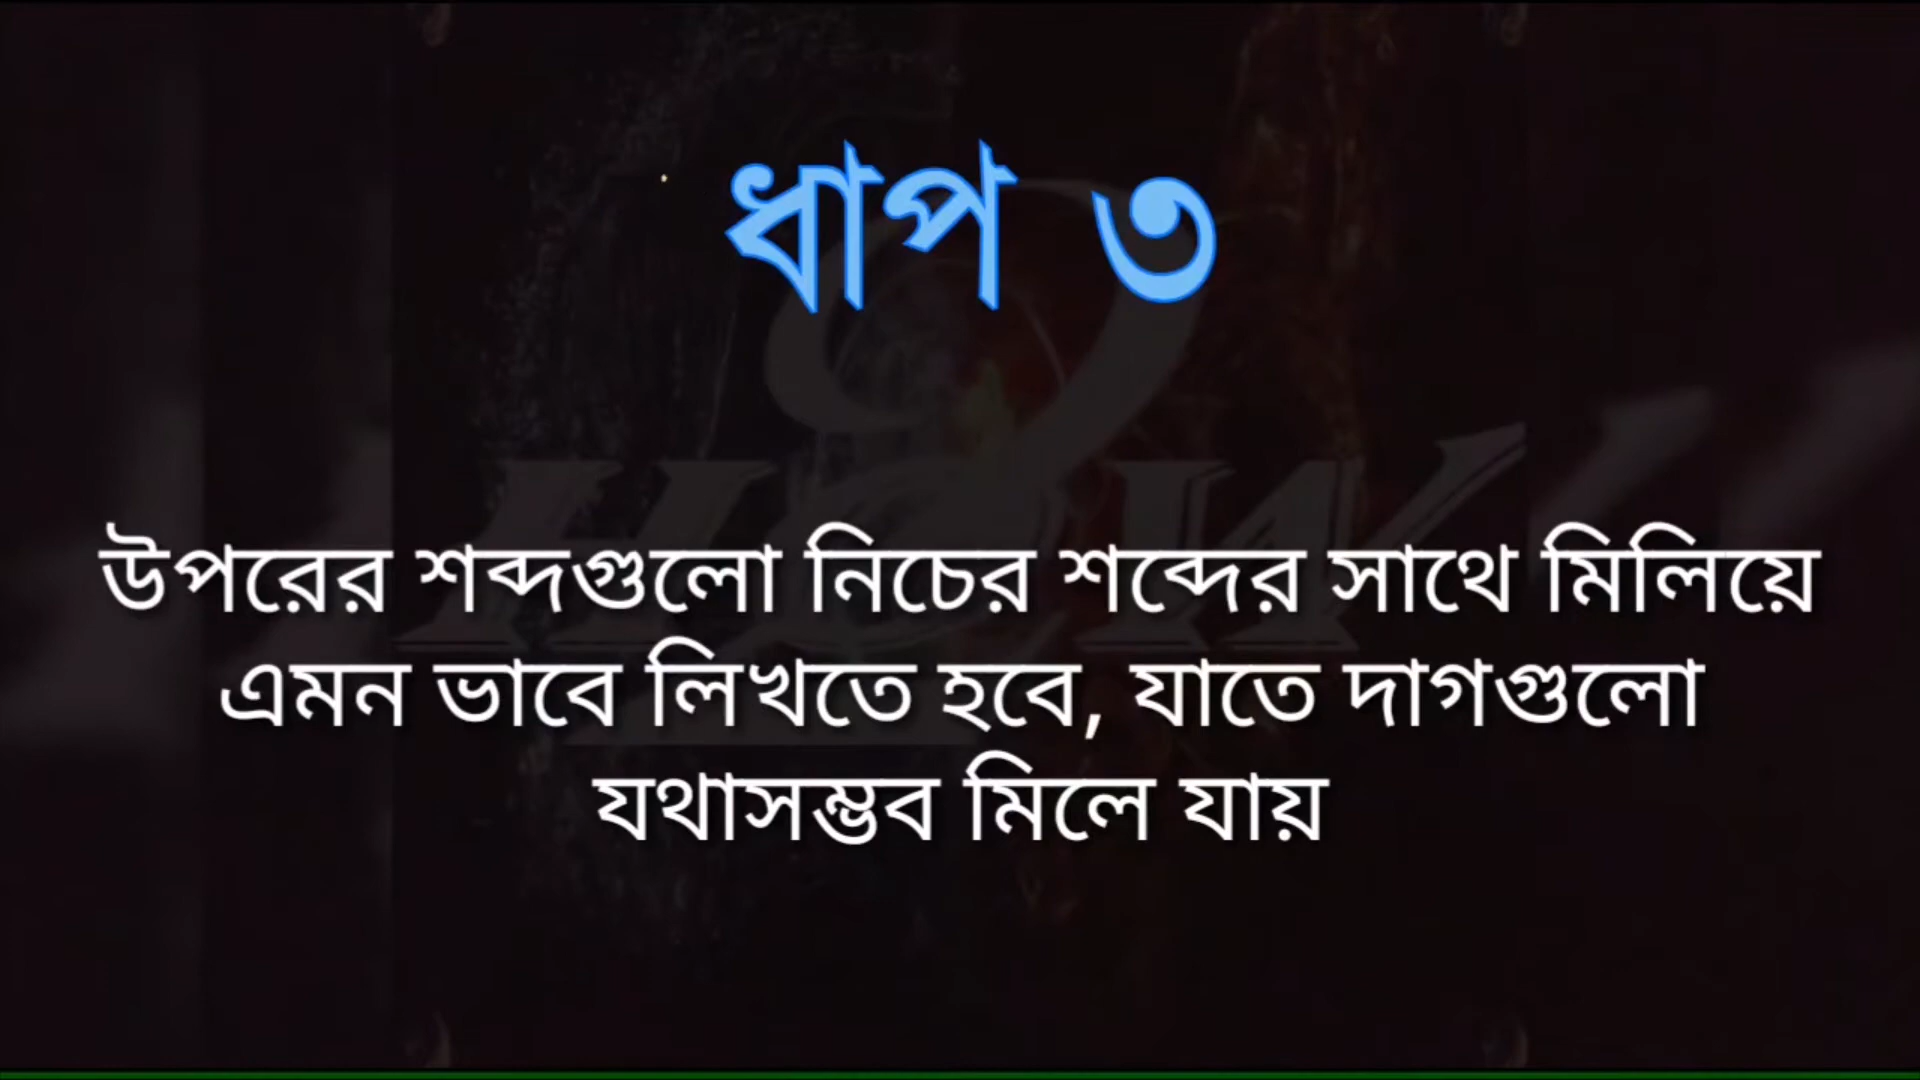 ধাপ ৩
উপরের শব্দগুলো নিচের শব্দের সাথে মিলিয়ে
এমন ভাবে লিখতে হবে, যাতে দাগগুলো
যথাসম্ভব মিলে যায়